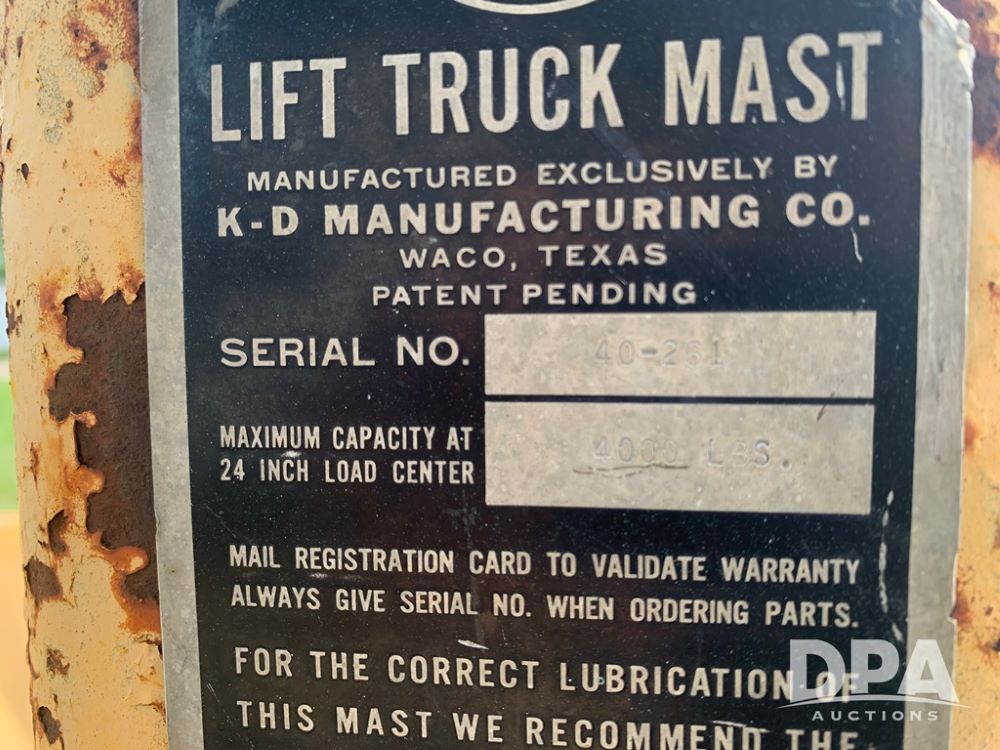 LIFT TRUCK MAST
MANUFACTURED EXCLUSIVELY BY
K-D MANUFACTURING CO.
WACO, TEXAS
PATENT PENDING
SERIAL NO. 40-261
MAXIMUM CAPACITY AT
24 INCH LOAD CENTER
4000 LBS.
MAIL REGISTRATION CARD TO VALIDATE WARRANTY
ALWAYS GIVE SERIAL NO. WHEN ORDERING PARTS.
FOR THE CORRECT LUBRICATION OF
THIS MAST WE RECOMMEND THE
DPA
AUCTIONS